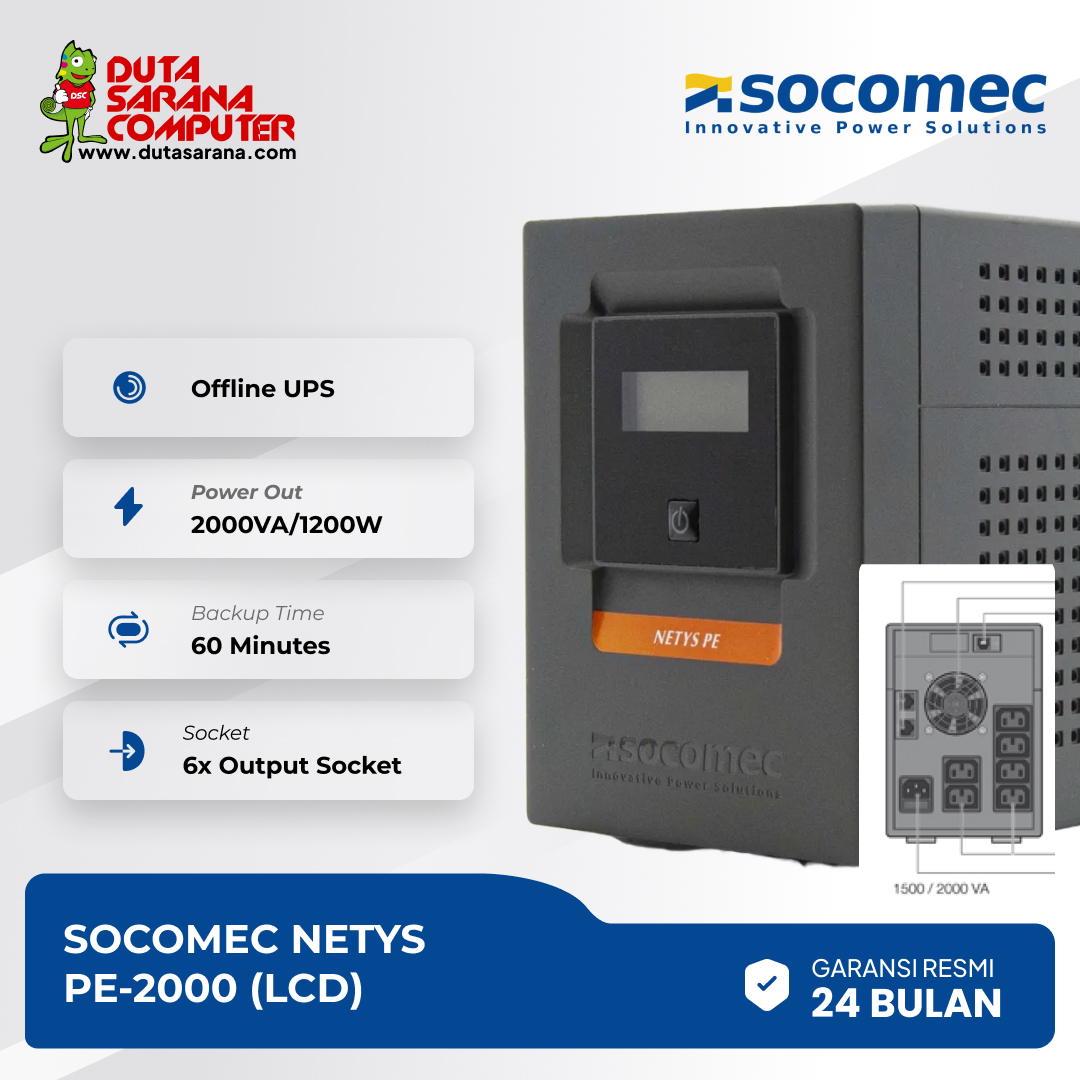 DUTA
SARANA
COMPUTER
www.dutasarana.com
DSC
socomec
Innovative Power Solutions
Offline UPS
Power Out
2000VA/1200W
Backup Time
60 Minutes
Socket
6x Output Socket
NETYS PE
socomec
Innovative Power Solutions
1500 / 2000 VA
SOCOMEC NETYS
PE-2000 (LCD)
GARANSI RESMI
24 BULAN